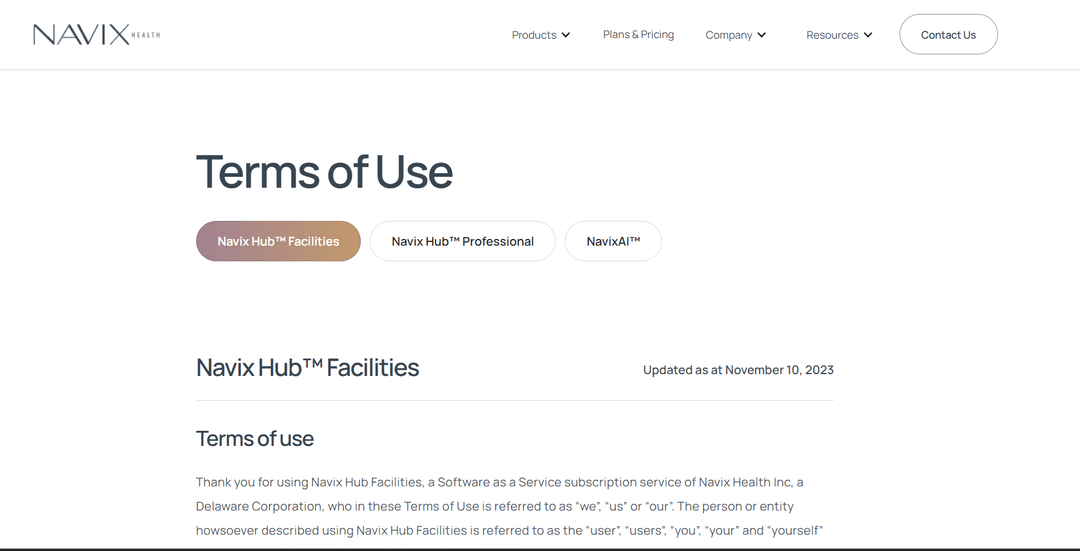 NAVIX HEALTH
Products Plans & Pricing Company Resources Contact Us
Terms of Use
Navix Hub™ Facilities Navix Hub™ Professional NavixAI™
Navix Hub™ Facilities Updated as at November 10, 2023
Terms of use
Thank you for using Navix Hub Facilities, a Software as a Service subscription service of Navix Health Inc, a
Delaware Corporation, who in these Terms of Use is referred to as “we”, “us” or “our”. The person or entity
howsoever described using Navix Hub Facilities is referred to as the “user”, “users”, “you”, “your” and “yourself”